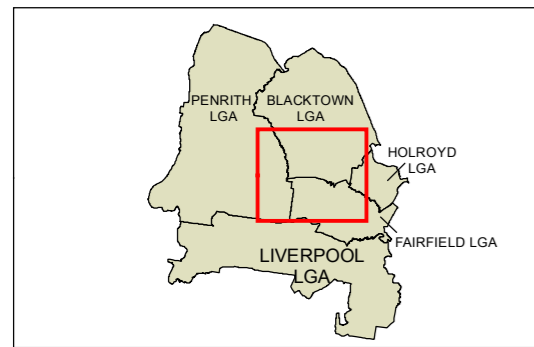 PENRITH
LGA
BLACKTOWN
LGA
HOLROYD
LGA
FAIRFIELD LGA
LIVERPOOL
LGA